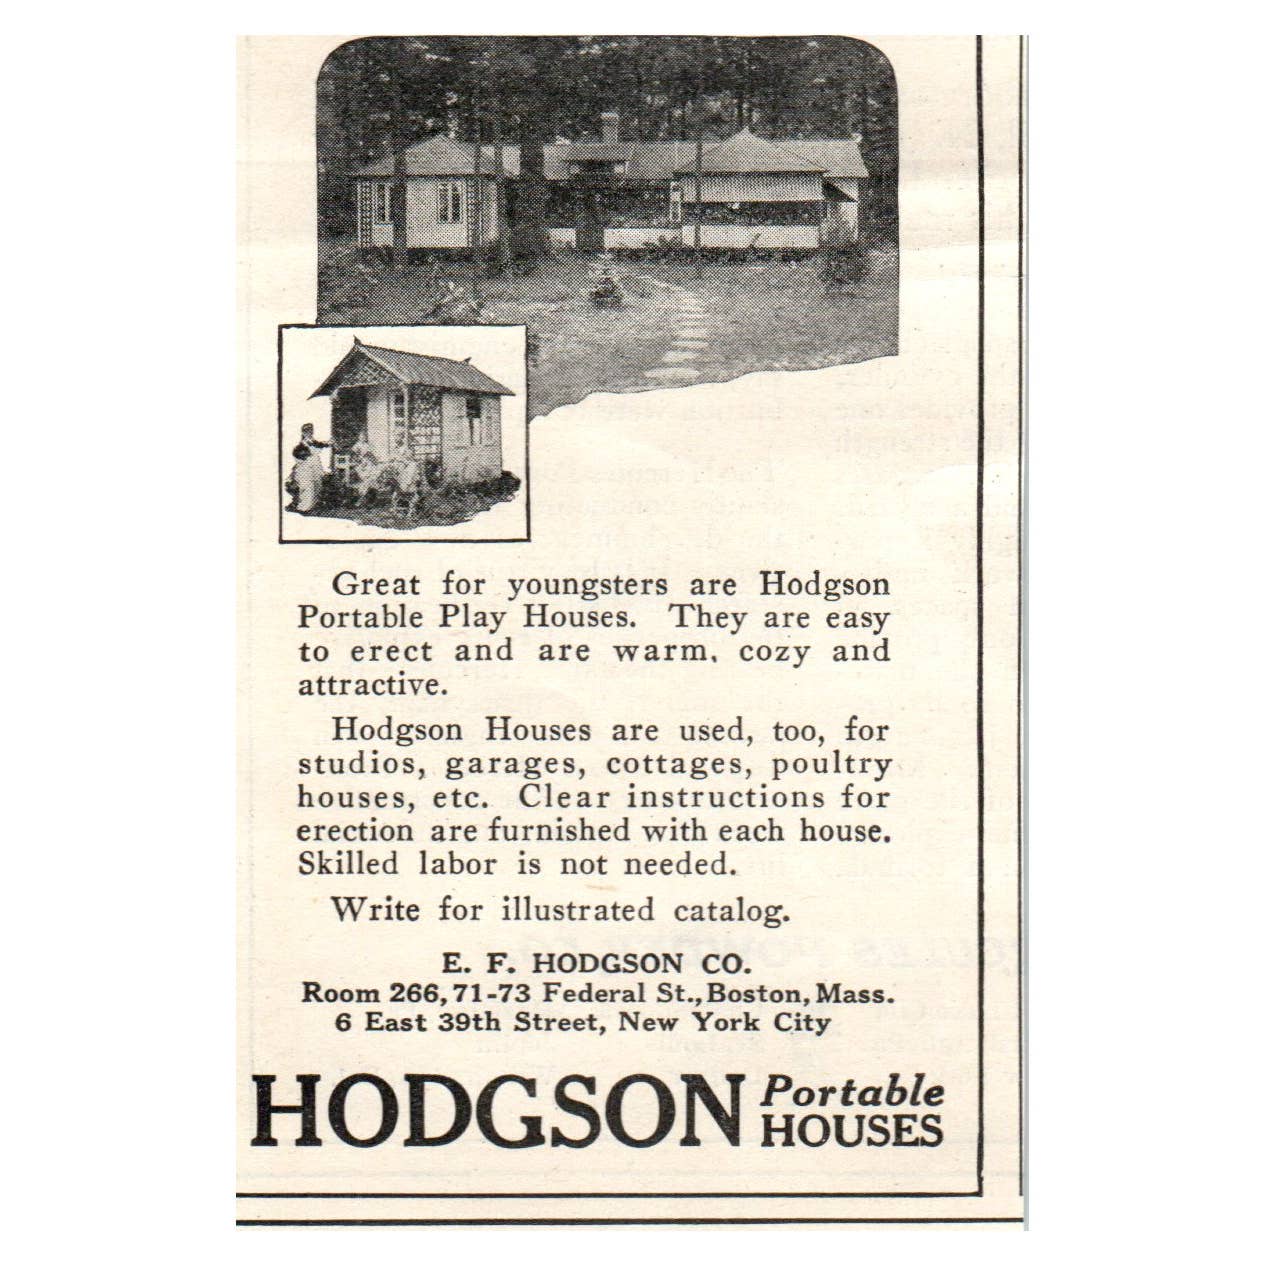 Great for youngsters are Hodgson
Portable Play Houses. They are easy
to erect and are warm, cozy and
attractive.
Hodgson Houses are used, too, for
studios, garages, cottages, poultry
houses, etc. Clear instructions for
erection are furnished with each house.
Skilled labor is not needed.
Write for illustrated catalog.
E. F. HODGSON CO.
Room 266, 71-73 Federal St., Boston, Mass.
6 East 39th Street, New York City
HODGSON Portable
HOUSES